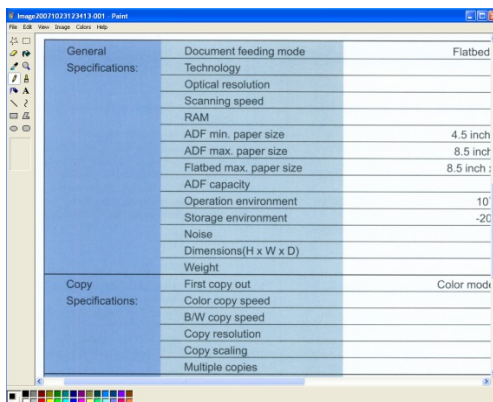 Image20071023123413-001 - Paint
File Edit View Image Colors Help
General Document feeding mode Flatbed
Specifications: Technology
Optical resolution
Scanning speed
RAM
ADF min. paper size 4.5 inch
ADF max. paper size 8.5 inch
Flatbed max. paper size 8.5 inch
ADF capacity
Operation environment 10
Storage environment -20
Noise
Dimensions(H x W x D)
Weight
Copy First copy out Color mode
Specifications: Color copy speed
B/W copy speed
Copy resolution
Copy scaling
Multiple copies